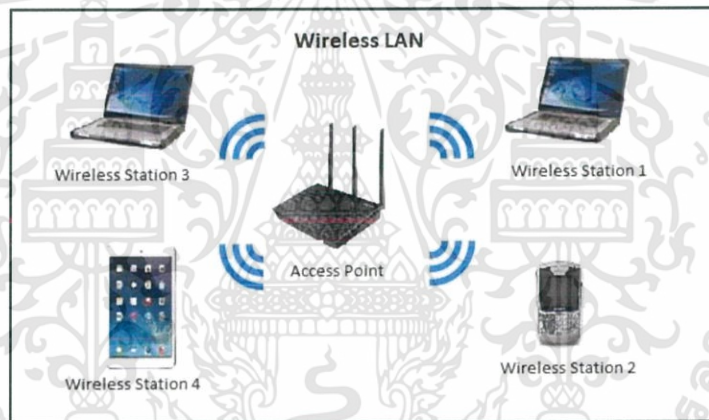 Wireless LAN
Wireless Station 3
Wireless Station 1
Access Point
Wireless Station 4
Wireless Station 2